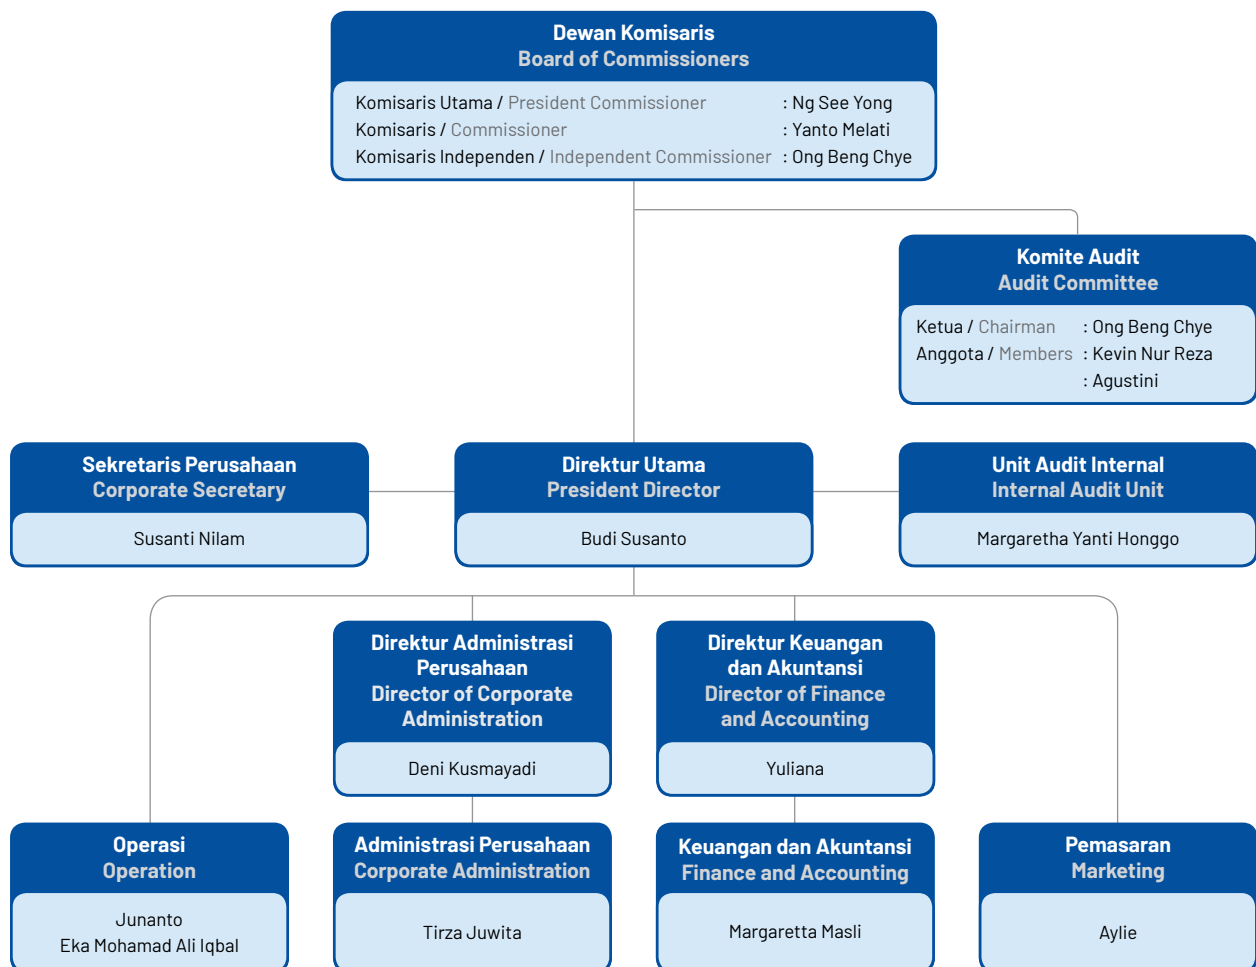 Dewan Komisaris
Board of Commissioners
Komisaris Utama / President Commissioner : Ng See Yong
Komisaris / Commissioner : Yanto Melati
Komisaris Independen / Independent Commissioner : Ong Beng Chye
Komite Audit
Audit Committee
Ketua / Chairman : Ong Beng Chye
Anggota / Members : Kevin Nur Reza
: Agustini
Sekretaris Perusahaan
Corporate Secretary
Susanti Nilam
Direktur Utama
President Director
Budi Susanto
Unit Audit Internal
Internal Audit Unit
Margaretha Yanti Honggo
Direktur Administrasi
Perusahaan
Director of Corporate
Administration
Deni Kusmayadi
Direktur Keuangan
dan Akuntansi
Director of Finance
and Accounting
Yuliana
Operasi
Operation
Junanto
Eka Mohamad Ali Iqbal
Administrasi Perusahaan
Corporate Administration
Tirza Juwita
Keuangan dan Akuntansi
Finance and Accounting
Margaretta Masli
Pemasaran
Marketing
Aylie